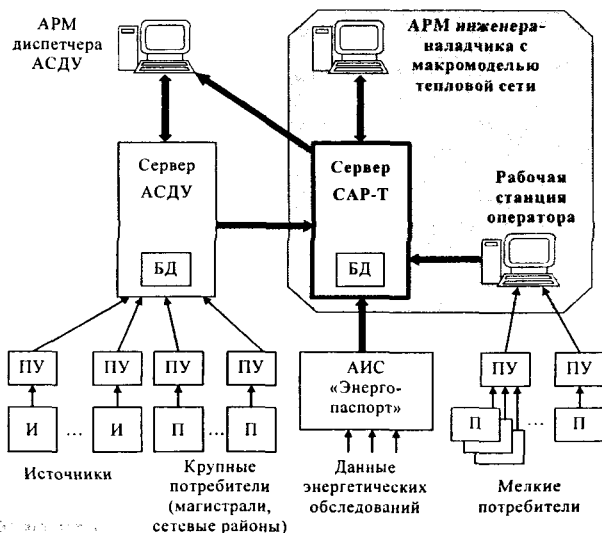 АРМ
диспетчера
АСДУ
АРМ инженера-
наладчика с
макромоделью
тепловой сети
Сервер
АСДУ
БД
Сервер
САР-Т
БД
Рабочая
станция
оператора
ПУ ПУ ПУ ПУ
И ... И П ... П
Источники
Крупные
потребители
(магистрали,
сетевые районы)
АИС
«Энерго-
паспорт»
Данные
энергетических
обследований
ПУ ПУ
П ... П
Мелкие
потребители